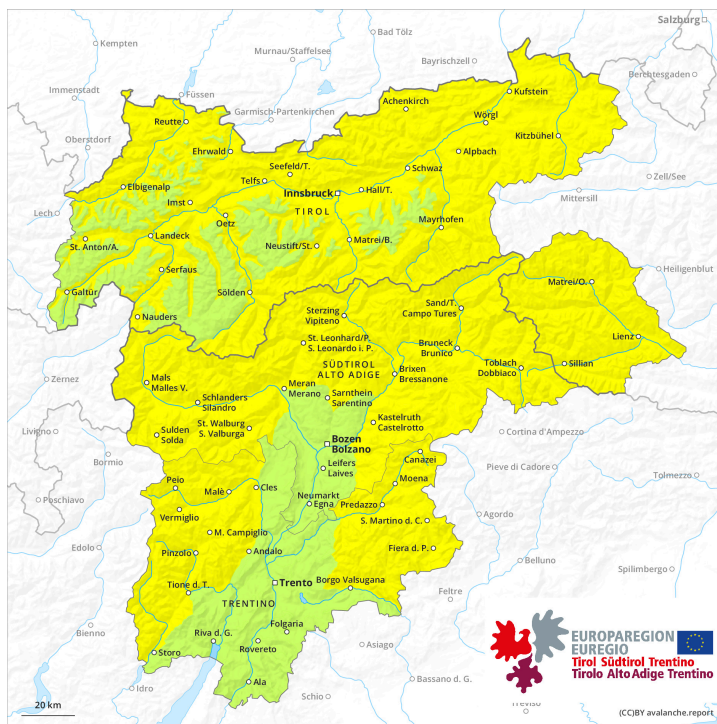 Salzburg
Kempten
Bad Tölz
Murnau/Staffelsee
Bayrischzell
Berchtesgaden
Immenstadt
Füssen
Garmisch-Partenkirchen
Achenkirch
Kufstein
Reutte
Wörgl
Oberstdorf
Ehrwald
Kitzbühel
Alpbach
Seefeld/T.
Schwaz
Zell/See
Telfs
Elbigenalp
Innsbruck
Hall/T.
Mittersill
Imst
TIROL
Lech
Oetz
Mayrhofen
St. Anton/A.
Landeck
Neustift/St.
Matrei/B.
Serfaus
Heiligenblut
Matrei/O.
Galtür
Sölden
Sand/T.
Campo Tures
Nauders
Sterzing
Vipiteno
Lienz
St. Leonhard/P.
S. Leonardo i. P.
Bruneck
Brunico
Toblach
Dobbiaco
Sillian
SÜDTIROL
ALTO ADIGE
Brixen
Bressanone
Zernez
Mals
Malles V.
Meran
Merano
Sarnthein
Sarentino
Schlanders
Silandro
Kastelruth
Castelrotto
St. Walburg
S. Valburga
Livigno
Sulden
Solda
Bozen
Bolzano
Cortina d'Ampezzo
Bormio
Canazei
Leifers
Laives
Pieve di Cadore
Tolmezzo
Peio
Moena
Malè
Cles
Neumarkt
Egna
Poschiavo
Predazzo
Vermiglio
Agordo
S. Martino d. C.
M. Campiglio
Edolo
Pinzolo
Andalo
Fiera d. P.
Belluno
Spilimbergo
Tione d. T.
Trento
Borgo Valsugana
Feltre
TRENTINO
Bienno
Riva d. G.
Folgaria
Storo
Rovereto
Asiago
Idro
Ala
Bassano d. G.
Schio
Treviso
EUROPAREGION
EUREGIO
Tirol Südtirol Trentino
Tirolo Alto Adige Trentino
20 km
(CC)BY avalanche.report